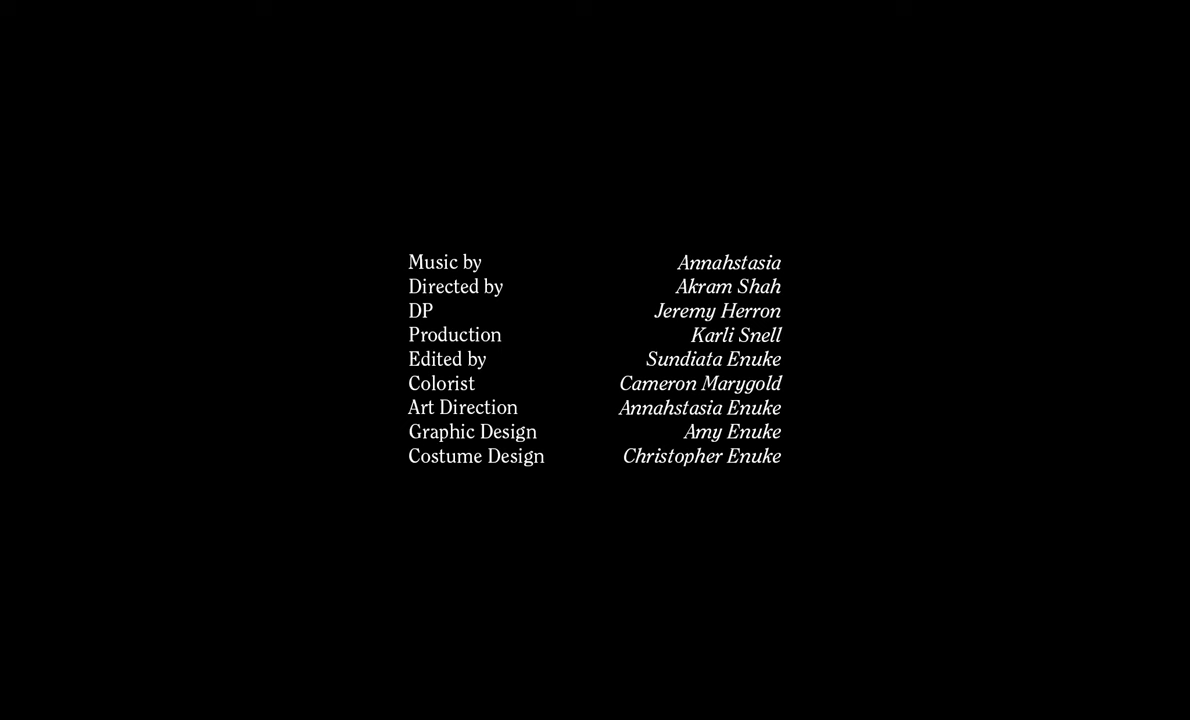 Music by Annahstasia
Directed by Akram Shah
DP Jeremy Herron
Production Karli Snell
Edited by Sundiata Enuke
Colorist Cameron Marygold
Art Direction Annahstasia Enuke
Graphic Design Amy Enuke
Costume Design Christopher Enuke